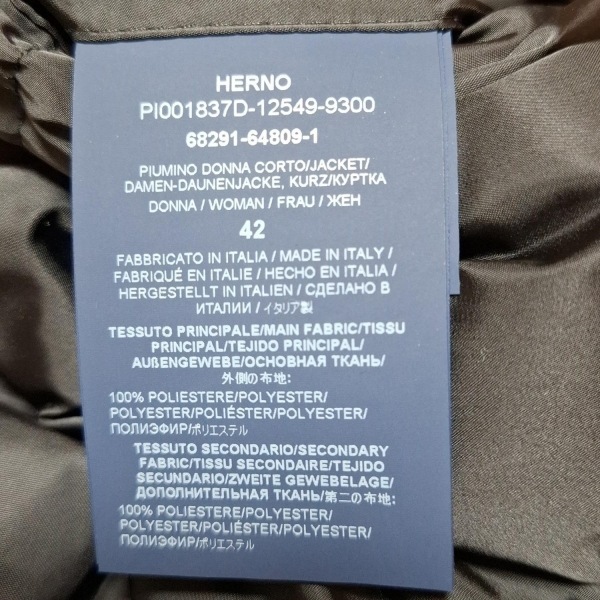 HERNO
PI001837D-12549-9300
68291-64809-1
PIUMINO DONNA CORTO/JACKET/
DAMEN-DAUNENJACKE, KURZ/КУРТКА
DONNA / WOMAN / FRAU / ЖЕН
42
FABBRICATO IN ITALIA / MADE IN ITALY /
FABRIQUÉ EN ITALIE / HECHO EN ITALIA /
HERGESTELLT IN ITALIEN / СДЕЛАНО В
ИТАЛИИ / イタリア製
TESSUTO PRINCIPALE/MAIN FABRIC/TISSU
PRINCIPAL/TEJIDO PRINCIPAL/
AUßENGEWEBE/ОСНОВНАЯ ТКАНЬ/
外側の布地:
100% POLIESTERE/POLYESTER/
POLYESTER/POLIÉSTER/POLYESTER/
ПОЛИЭФИР/ポリエステル
TESSUTO SECONDARIO/SECONDARY
FABRIC/TISSU SECONDAIRE/TEJIDO
SECUNDARIO/ZWEITE GEWEBELAGE/
ДОПОЛНИТЕЛЬНАЯ ТКАНЬ/第二の布地:
100% POLIESTERE/POLYESTER/
POLYESTER/POLIÉSTER/POLYESTER/
ПОЛИЭФИР/ポリエステル